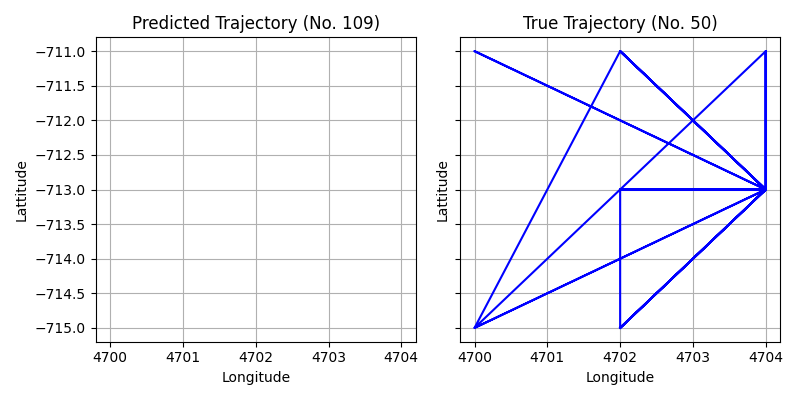 Predicted Trajectory (No. 109)
True Trajectory (No. 50)
−711.0
−711.5
−712.0
−712.5
−713.0
−713.5
−714.0
−714.5
−715.0
Lattitude
Lattitude
4700 4701 4702 4703 4704
4700 4701 4702 4703 4704
Longitude
Longitude